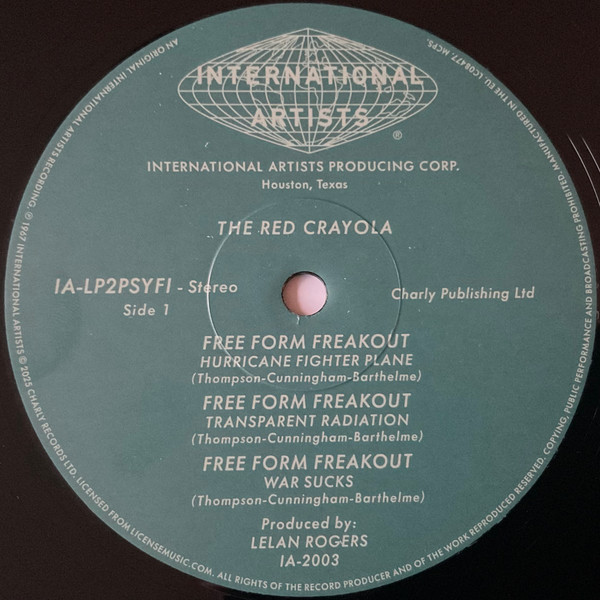 INTERNATIONAL
ARTISTS
®
INTERNATIONAL ARTISTS PRODUCING CORP.
Houston, Texas
THE RED CRAYOLA
IA-LP2PSYFI - Stereo
Side 1
Charly Publishing Ltd
FREE FORM FREAKOUT
HURRICANE FIGHTER PLANE
(Thompson-Cunningham-Barthelme)
FREE FORM FREAKOUT
TRANSPARENT RADIATION
(Thompson-Cunningham-Barthelme)
FREE FORM FREAKOUT
WAR SUCKS
(Thompson-Cunningham-Barthelme)
Produced by:
LELAN ROGERS
IA-2003
AN ORIGINAL INTERNATIONAL ARTISTS RECORDING ℗ 1967 INTERNATIONAL ARTISTS © 2025 CHARLY RECORDS LTD. LICENSED FROM LICENSEMUSIC.COM. ALL RIGHTS OF THE RECORD PRODUCER AND OF THE WORK REPRODUCED RESERVED. COPYING, PUBLIC PERFORMANCE AND BROADCASTING PROHIBITED. MANUFACTURED IN THE EU LC08477. MCPS.